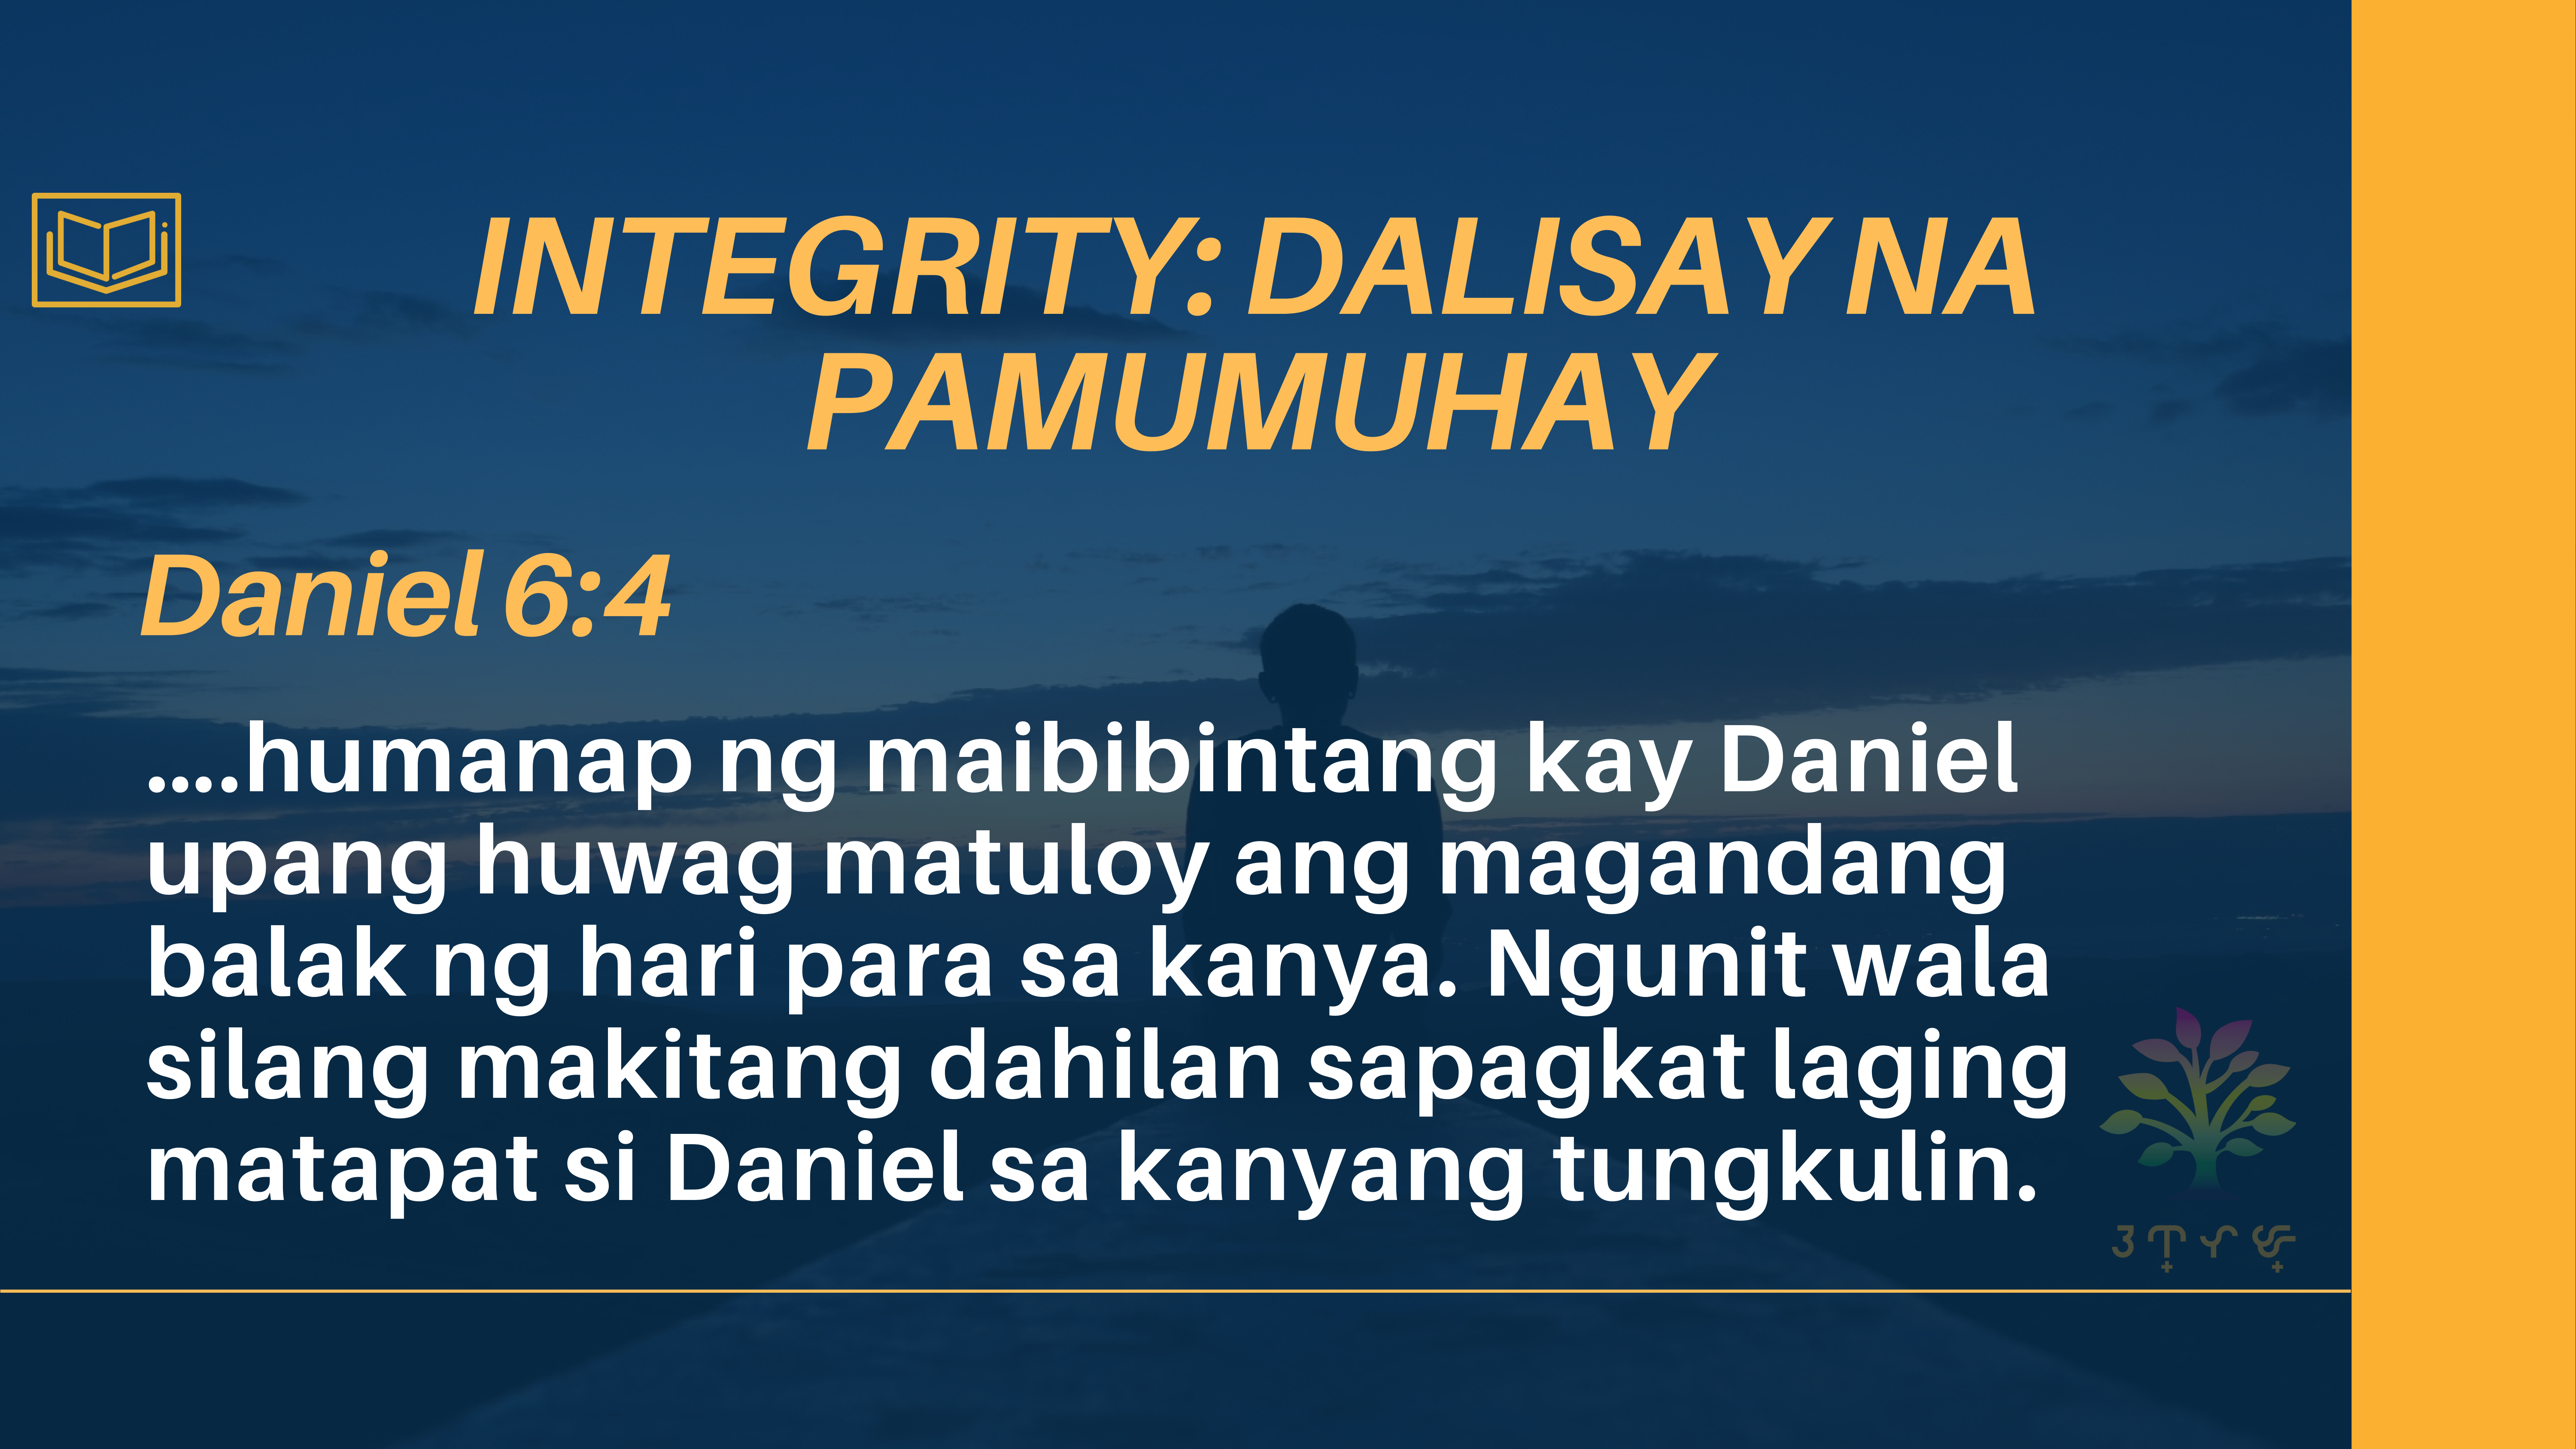 INTEGRITY: DALISAY NA
PAMUMUHAY
Daniel 6:4
....humanap ng maibibintang kay Daniel
upang huwag matuloy ang magandang
balak ng hari para sa kanya. Ngunit wala
silang makitang dahilan sapagkat laging
matapat si Daniel sa kanyang tungkulin.